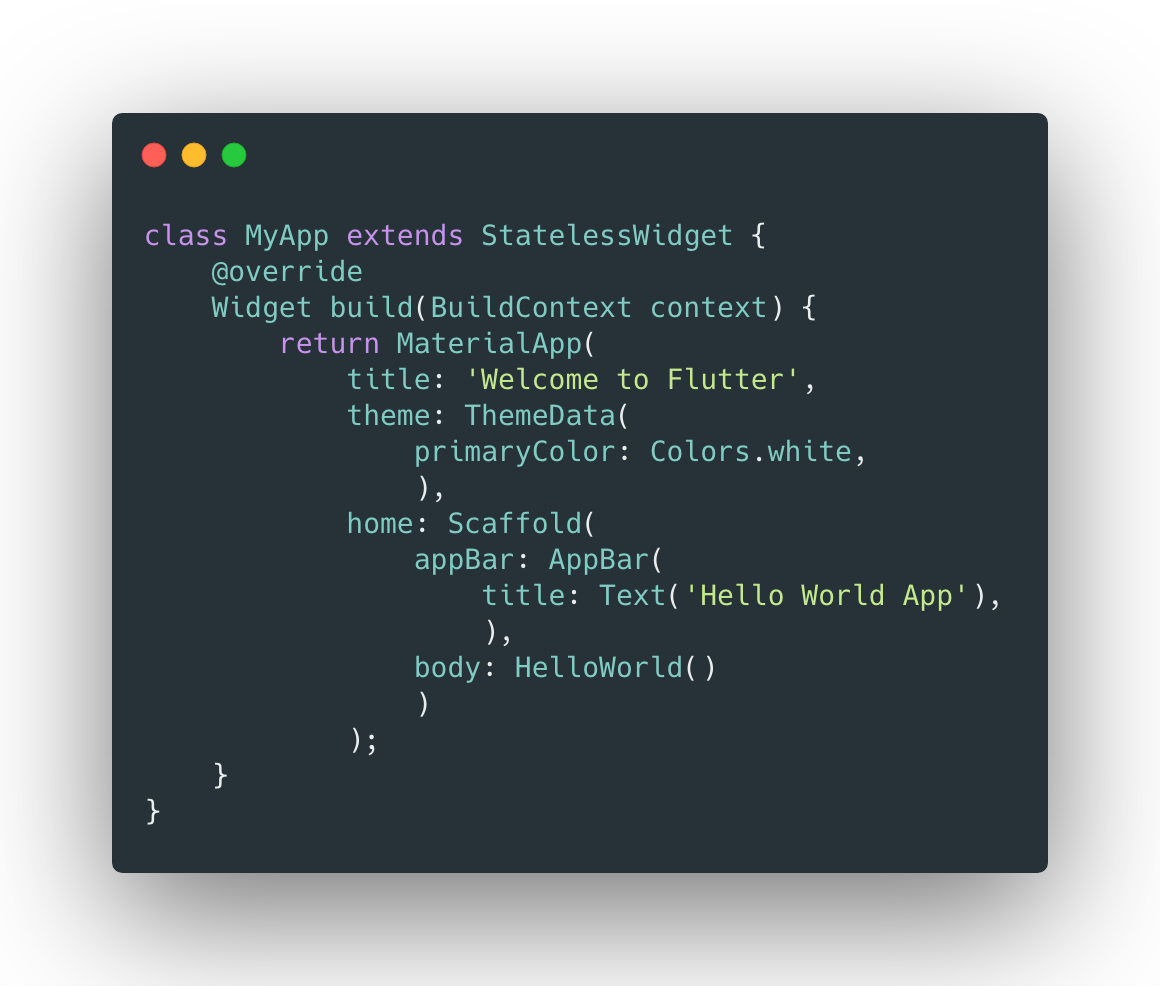 class MyApp extends StatelessWidget {
    @override
    Widget build(BuildContext context) {
        return MaterialApp(
            title: 'Welcome to Flutter',
            theme: ThemeData(
                primaryColor: Colors.white,
                ),
            home: Scaffold(
                appBar: AppBar(
                    title: Text('Hello World App'),
                    ),
                body: HelloWorld()
                )
            );
    }
}